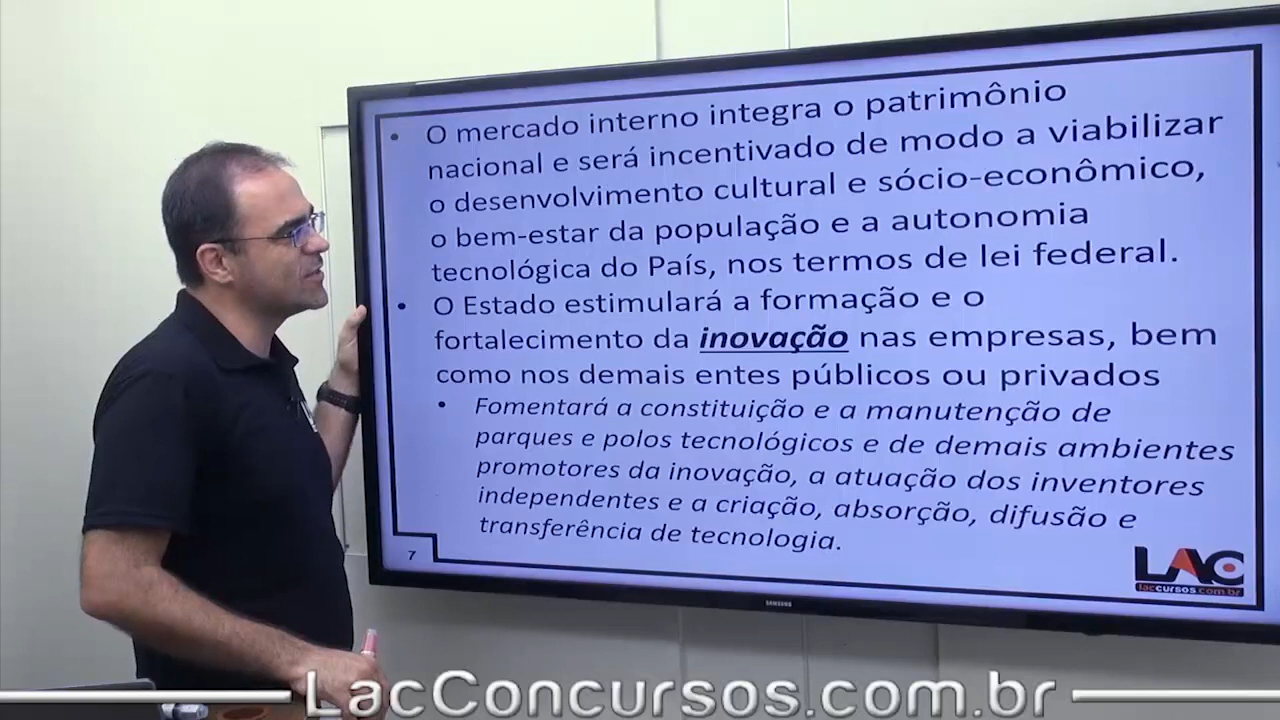 • O mercado interno integra o patrimônio
nacional e será incentivado de modo a viabilizar
o desenvolvimento cultural e sócio-econômico,
o bem-estar da população e a autonomia
tecnológica do País, nos termos de lei federal.
• O Estado estimulará a formação e o
fortalecimento da inovação nas empresas, bem
como nos demais entes públicos ou privados
• Fomentará a constituição e a manutenção de
parques e polos tecnológicos e de demais ambientes
promotores da inovação, a atuação dos inventores
independentes e a criação, absorção, difusão e
transferência de tecnologia.
7
LAC
laccursos.com.br
SAMSUNG
LacConcursos.com.br